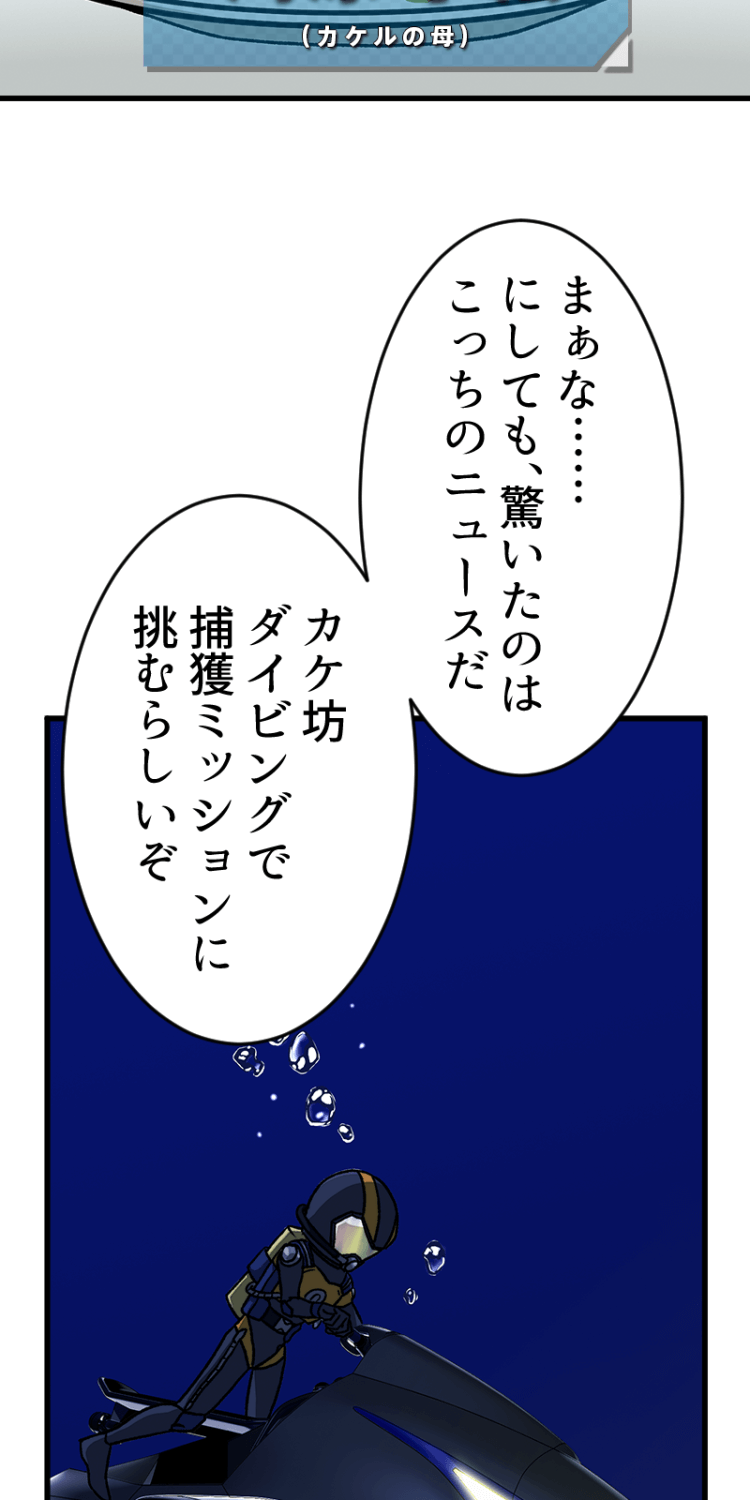 (カケルの母)
まぁな……
にしても、驚いたのは
こっちのニュースだ
カケ坊
ダイビングで
捕獲ミッションに
挑むらしいぞ